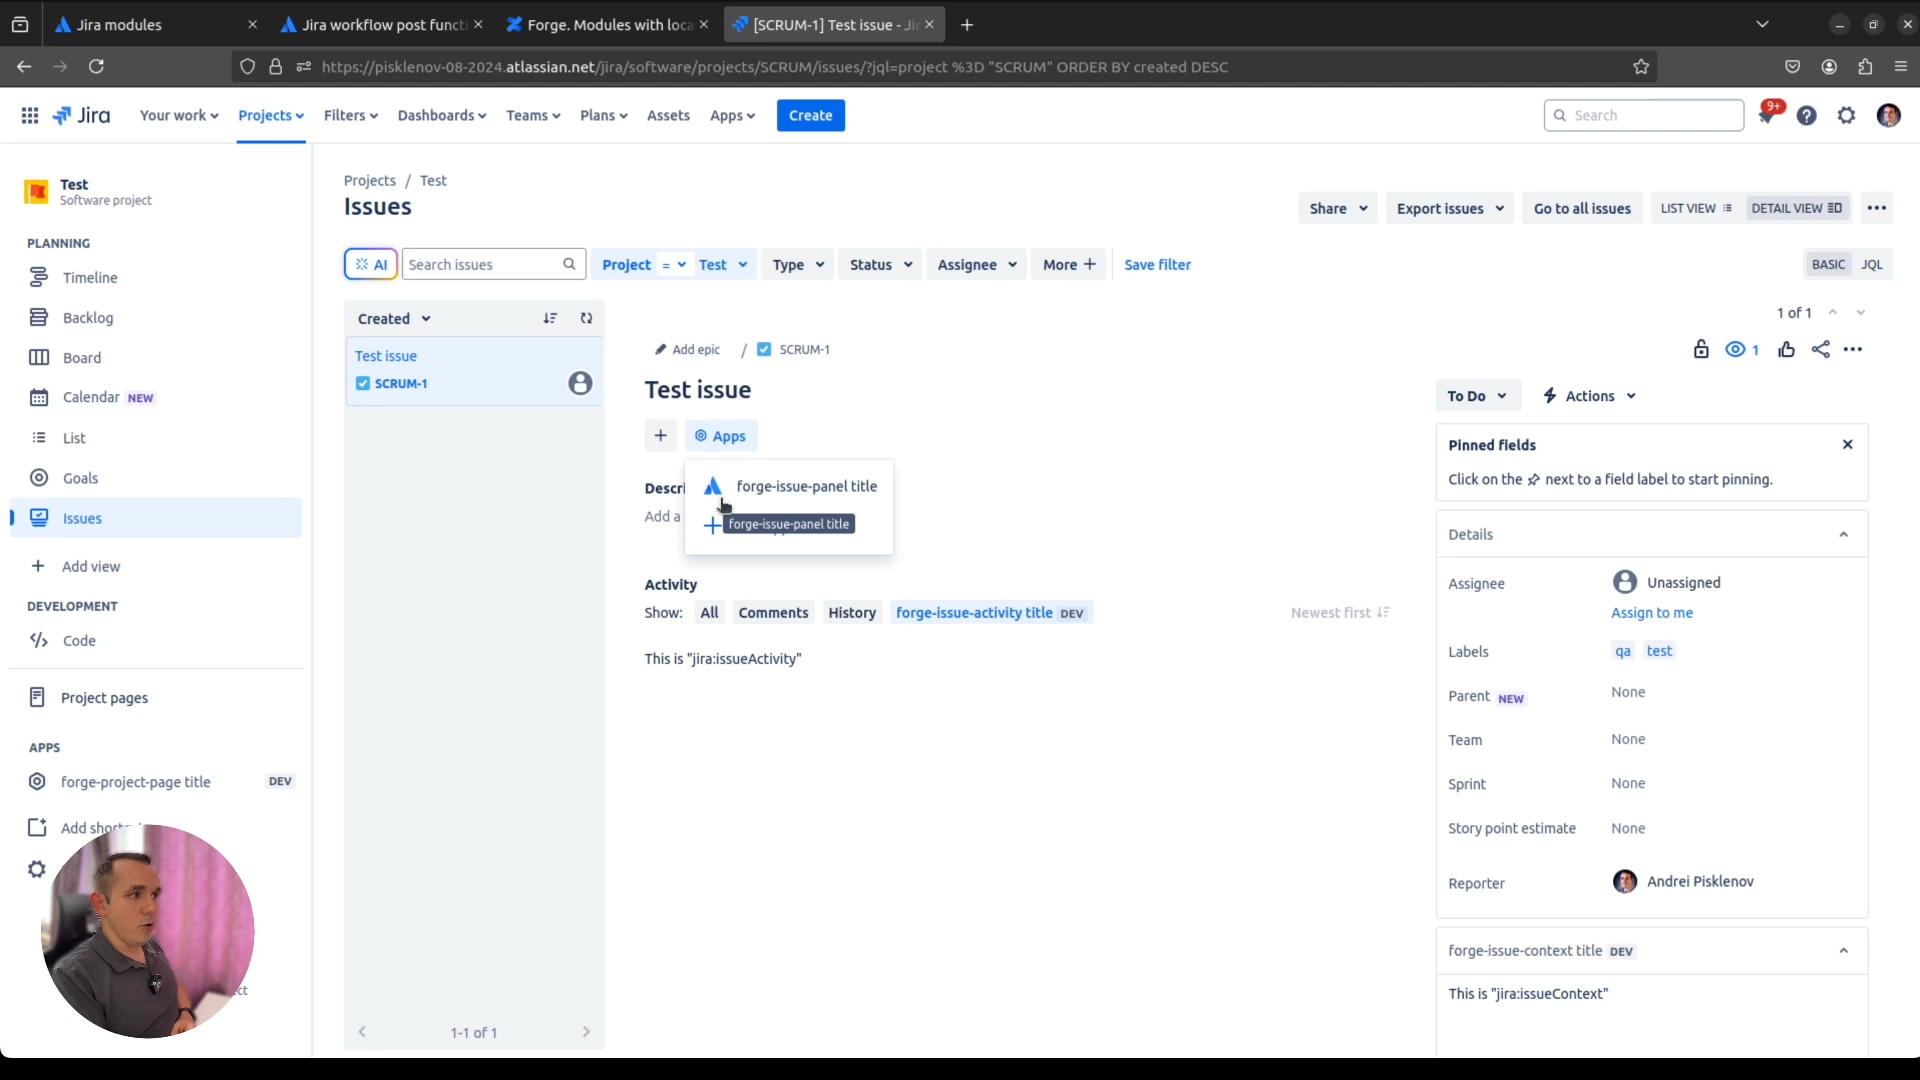 Jira modules
Jira workflow post functi
Forge. Modules with loca
[SCRUM-1] Test issue - Jir
https://pisklenov-08-2024.atlassian.net/jira/software/projects/SCRUM/issues/?jql=project %3D "SCRUM" ORDER BY created DESC
Jira
Your work
Projects
Filters
Dashboards
Teams
Plans
Assets
Apps
Create
Search
9+
Test
Software project
PLANNING
Timeline
Backlog
Board
Calendar NEW
List
Goals
Issues
Add view
DEVELOPMENT
Code
Project pages
APPS
forge-project-page title DEV
Add short
ct
Projects / Test
Issues
Share
Export issues
Go to all issues
LIST VIEW
DETAIL VIEW
AI
Search issues
Project =
Test
Type
Status
Assignee
More
Save filter
BASIC
JQL
Created
Test issue
SCRUM-1
1-1 of 1
1 of 1
Add epic / SCRUM-1
1
Test issue
Apps
forge-issue-panel title
forge-issue-panel title
Descri
Add a
Activity
Show: All Comments History forge-issue-activity title DEV
Newest first
This is "jira:issueActivity"
To Do
Actions
Pinned fields
Click on the next to a field label to start pinning.
Details
Assignee Unassigned
Assign to me
Labels qa test
Parent NEW None
Team None
Sprint None
Story point estimate None
Reporter Andrei Pisklenov
forge-issue-context title DEV
This is "jira:issueContext"